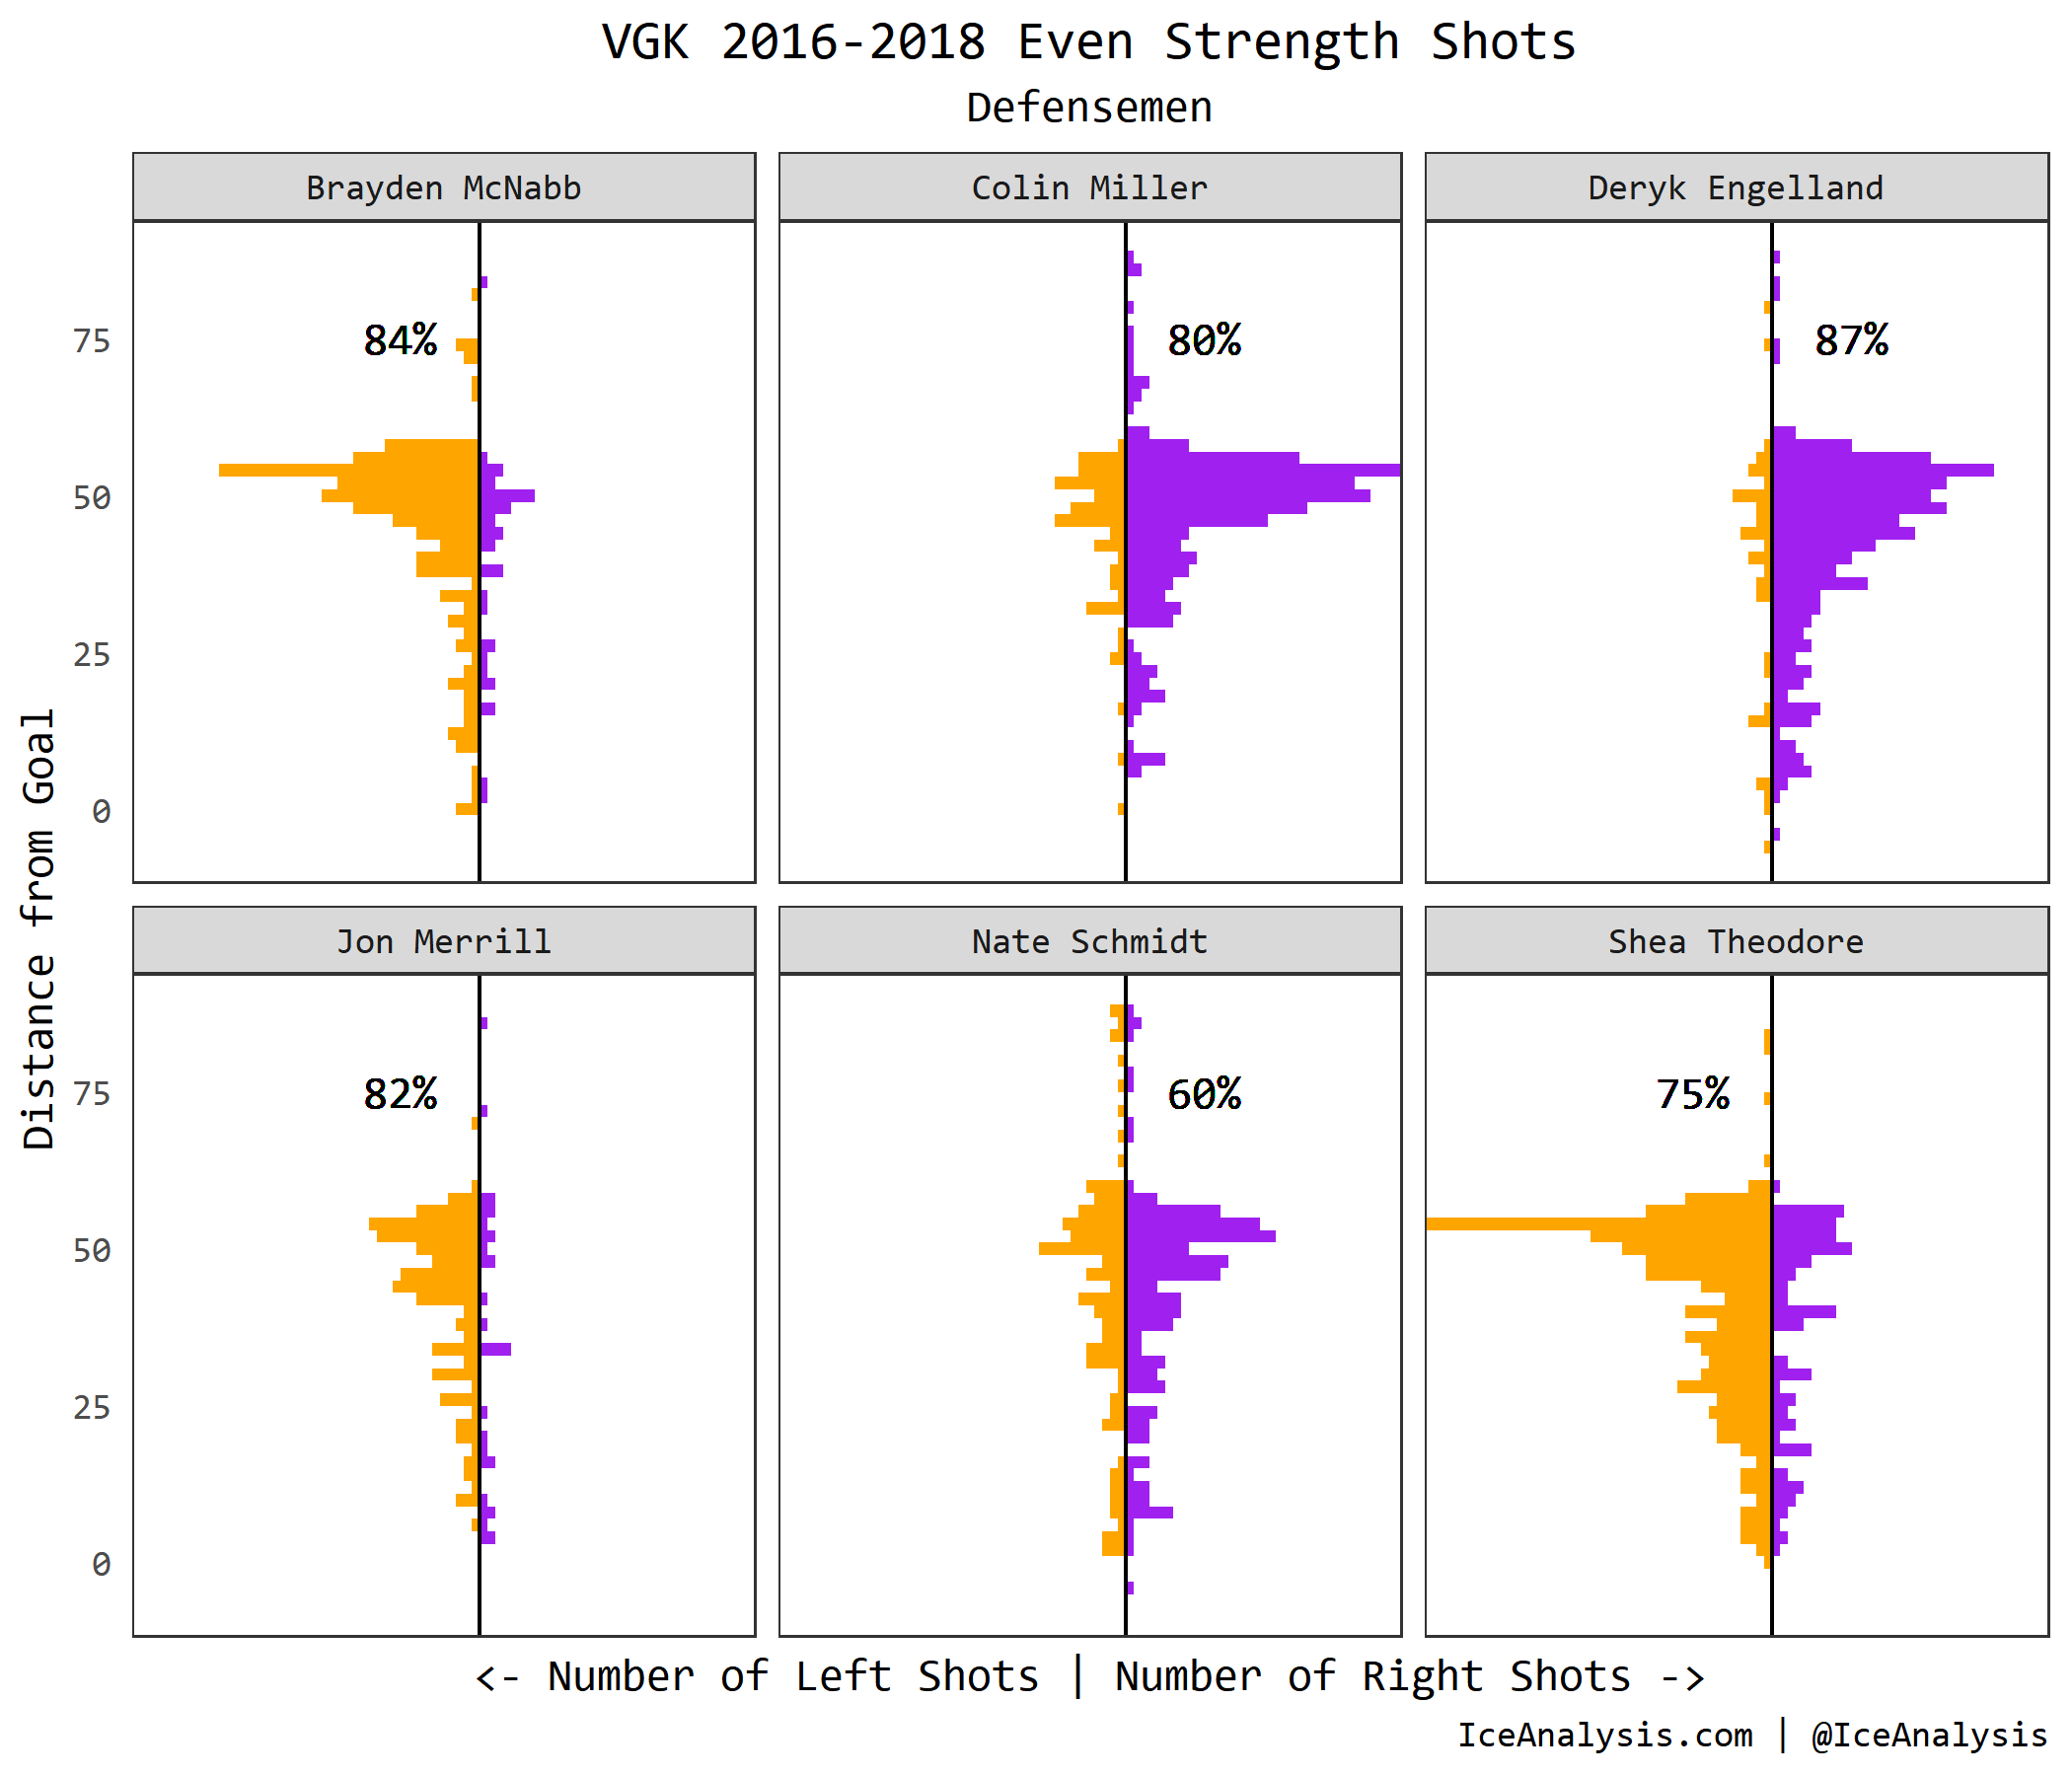 VGK 2016-2018 Even Strength Shots
Defensemen
Brayden McNabb
Colin Miller
Deryk Engelland
75
50
25
0
84%
80%
87%
Distance from Goal
Jon Merrill
Nate Schmidt
Shea Theodore
75
50
25
0
82%
60%
75%
<- Number of Left Shots | Number of Right Shots ->
IceAnalysis.com | @IceAnalysis